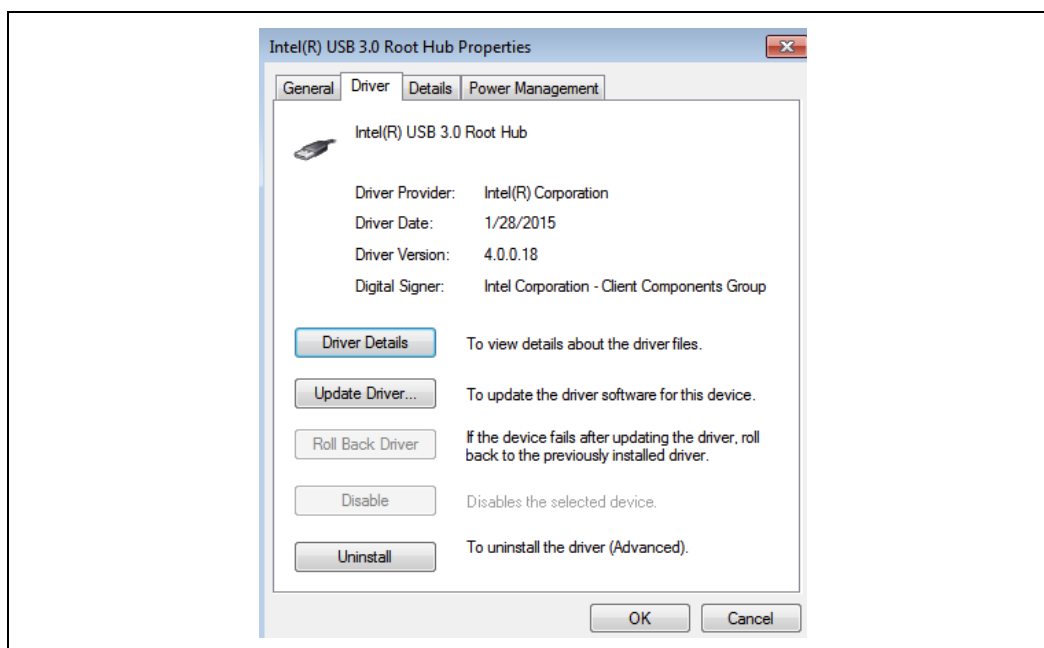 Intel(R) USB 3.0 Root Hub Properties
General Driver Details Power Management
Intel(R) USB 3.0 Root Hub
Driver Provider: Intel(R) Corporation
Driver Date: 1/28/2015
Driver Version: 4.0.0.18
Digital Signer: Intel Corporation - Client Components Group
Driver Details To view details about the driver files.
Update Driver... To update the driver software for this device.
Roll Back Driver If the device fails after updating the driver, roll
back to the previously installed driver.
Disable Disables the selected device.
Uninstall To uninstall the driver (Advanced).
OK Cancel